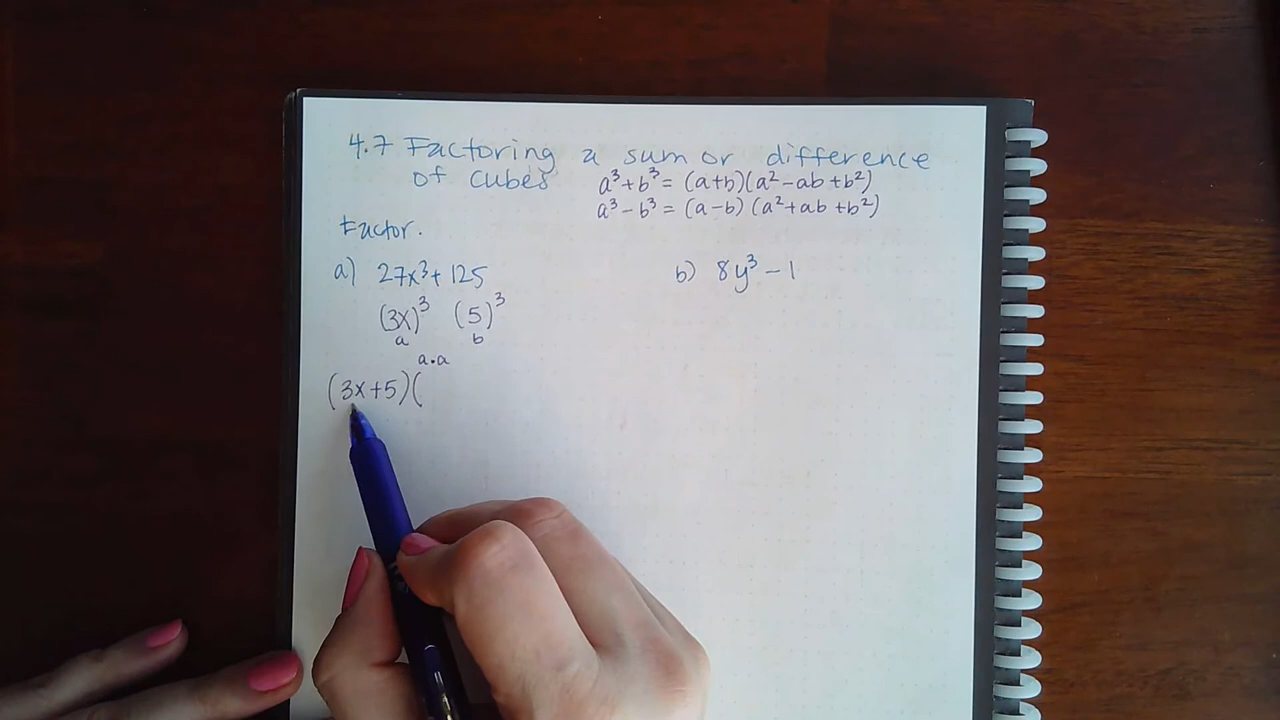 4.7 Factoring a sum or difference
of cubes a³+b³ = (a+b)(a²-ab+b²)
a³-b³ = (a-b)(a²+ab+b²)
Factor.
a) 27x³+125
(3x)³ (5)³
a b
a·a
(3x+5)(
b) 8y³-1